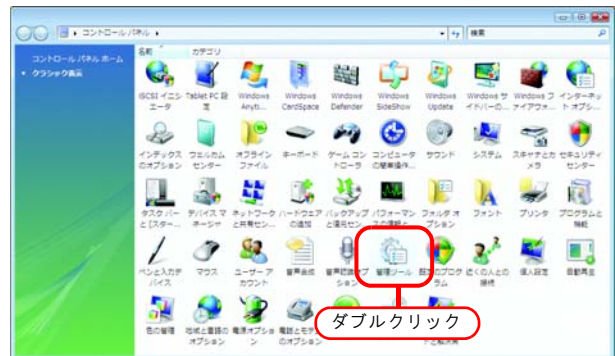 コントロール パネル
検索
コントロール パネル ホーム
クラシック表示
名前 カテゴリ
iSCSI イニシエータ
Tablet PC 設定
Windows Anyti...
Windows CardSpace
Windows Defender
Windows SideShow
Windows Update
Windows サイドバーの...
Windows ファイアウォ...
インターネット オプシ...
インデックスのオプション
ウェルカム センター
オフライン ファイル
キーボード
ゲーム コントローラ
コンピュータの簡単操作...
サウンド
システム
スキャナとカメラ
セキュリティ センター
タスク バーと [スター...
デバイス マネージャ
ネットワークと共有セン...
ハードウェアの追加
バックアップと復元セン...
パフォーマンスの情報と...
フォルダ オプション
フォント
プリンタ
プログラムと機能
ペンと入力デバイス
マウス
ユーザー アカウント
音声合成
音声認識オプション
管理ツール
既定のプログラム
近くの人との接続
個人設定
自動再生
色の管理
地域と言語のオプション
電源オプション
電話とモデムのオプション
ダブルクリック